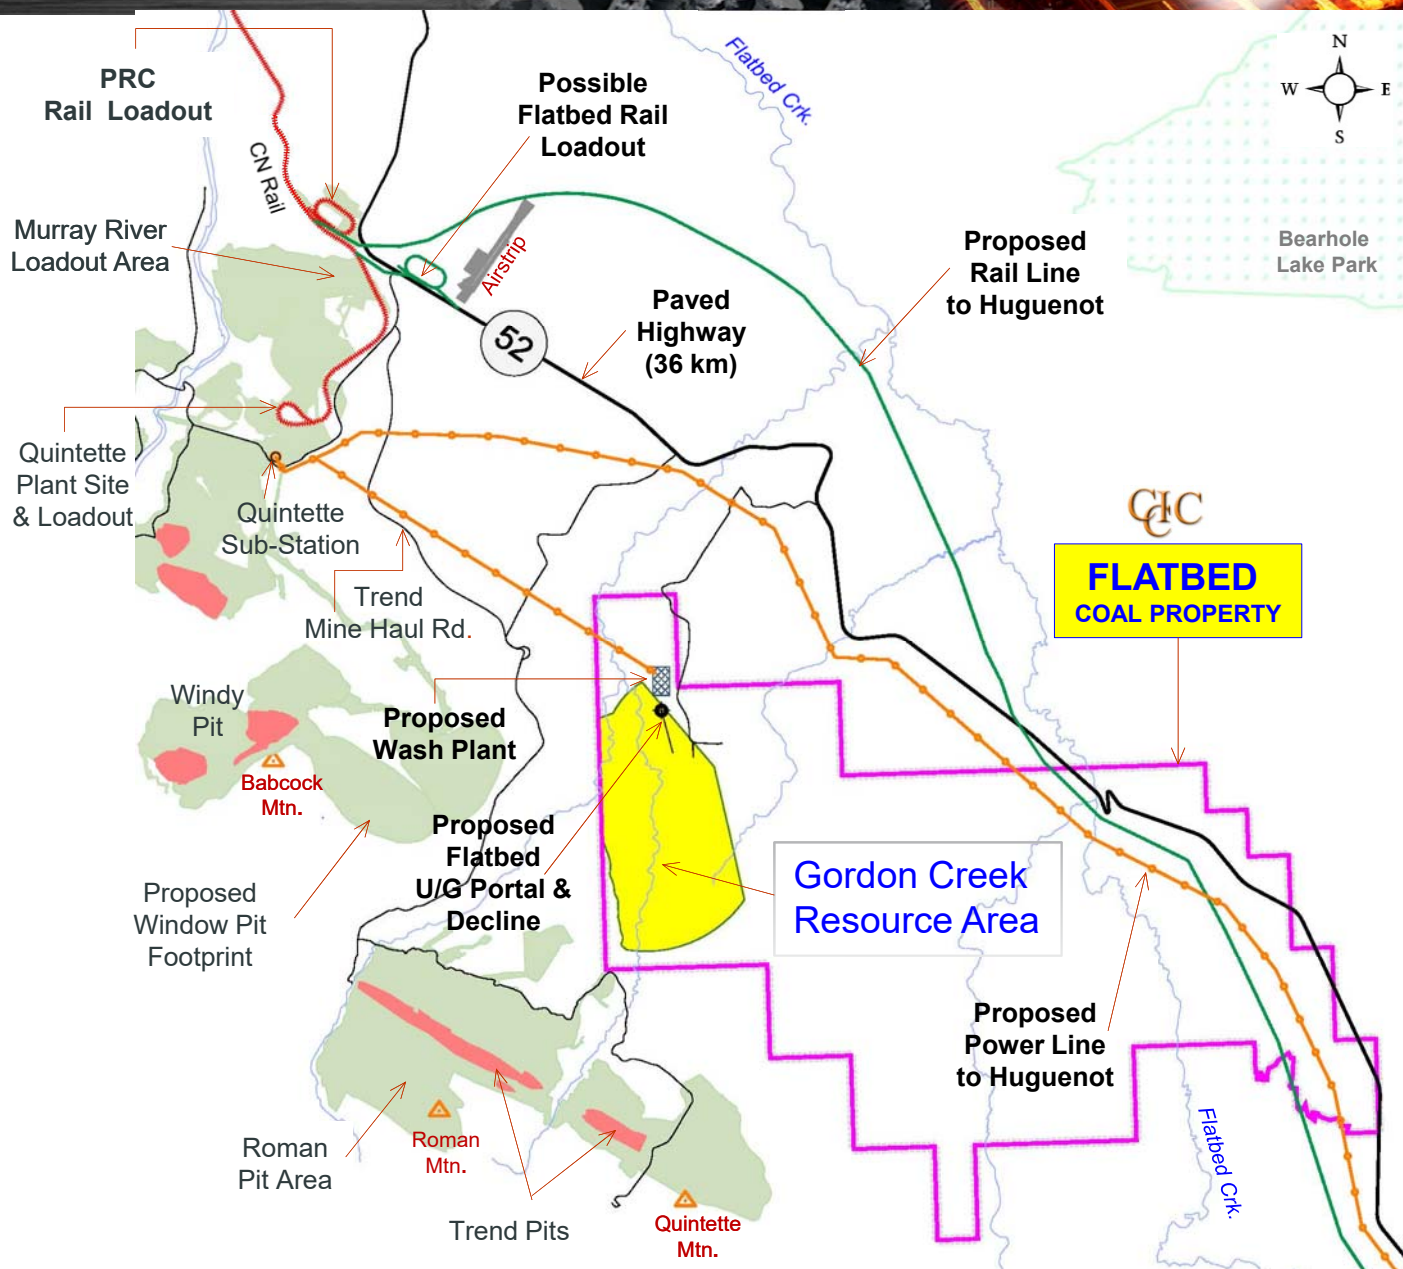 PRC
Rail Loadout
Possible
Flatbed Rail
Loadout
Flatbed Crk.
N
W
E
S
CN Rail
Murray River
Loadout Area
Airstrip
Proposed
Rail Line
to Huguenot
Bearhole
Lake Park
Paved
Highway
(36 km)
52
Quintette
Plant Site
& Loadout
Quintette
Sub-Station
CCIC
FLATBED
COAL PROPERTY
Trend
Mine Haul Rd.
Windy
Pit
Proposed
Wash Plant
Babcock
Mtn.
Proposed
Flatbed
U/G Portal &
Decline
Gordon Creek
Resource Area
Proposed
Window Pit
Footprint
Proposed
Power Line
to Huguenot
Roman
Pit Area
Roman
Mtn.
Flatbed Crk.
Trend Pits
Quintette
Mtn.